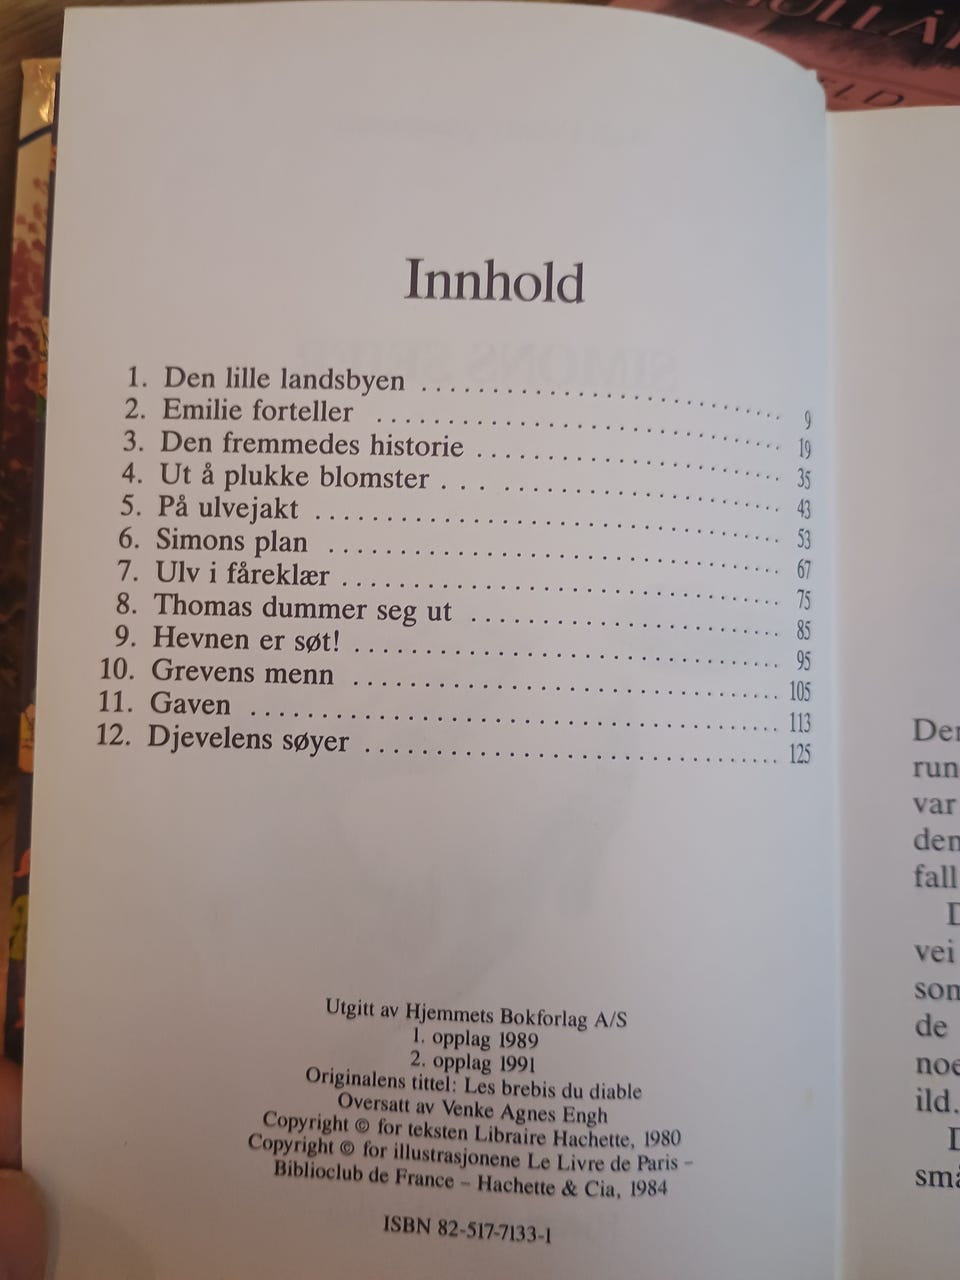 Innhold
1. Den lille landsbyen 9
2. Emilie forteller 19
3. Den fremmedes historie 35
4. Ut å plukke blomster 43
5. På ulvejakt 53
6. Simons plan 67
7. Ulv i fåreklær 75
8. Thomas dummer seg ut 85
9. Hevnen er søt! 95
10. Grevens menn 105
11. Gaven 113
12. Djevelens søyer 125
Utgitt av Hjemmets Bokforlag A/S
1. opplag 1989
2. opplag 1991
Originalens tittel: Les brebis du diable
Oversatt av Venke Agnes Engh
Copyright © for teksten Libraire Hachette, 1980
Copyright © for illustrasjonene Le Livre de Paris –
Biblioclub de France – Hachette & Cia, 1984
ISBN 82-517-7133-1
run
var
den
fall
vei
som
de
noe
ild.
små